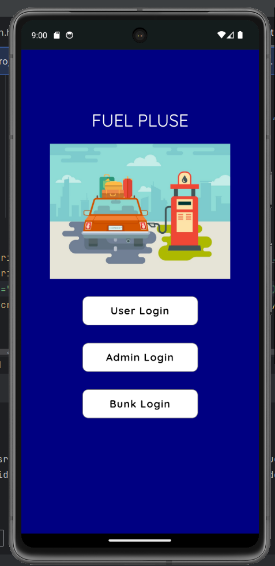 9:00
FUEL PLUSE
User Login
Admin Login
Bunk Login